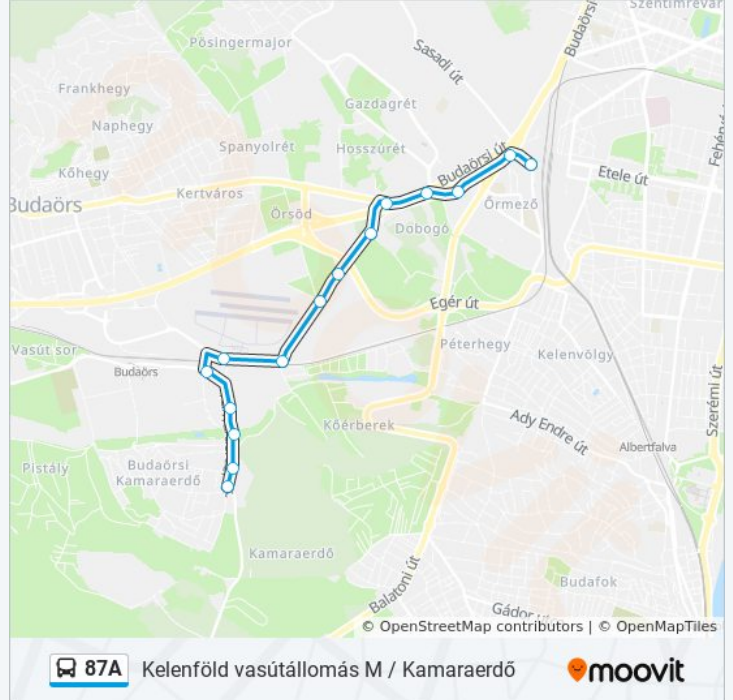 Szentimrevár
Budaörsi
Pösingermajor
Sasadi út
Frankhegy
Gazdagrét
Naphegy
Spanyolrét
Hosszúrét
Budaörsi út
Fehérvá
Kőhegy
Etele út
Kertváros
Budaörs
Örsöd
Őrmező
Dobogó
Egér út
Vasút sor
Péterhegy
Kelenvölgy
Budaörs
Szerémi út
Kőérberek
Ady Endre út
Albertfalva
Pistály
Budaörsi
Kamaraerdő
Kamaraerdő
Balatoni út
Budafok
Gádor
© OpenStreetMap contributors | © OpenMapTiles
87A Kelenföld vasútállomás M / Kamaraerdő
moovit